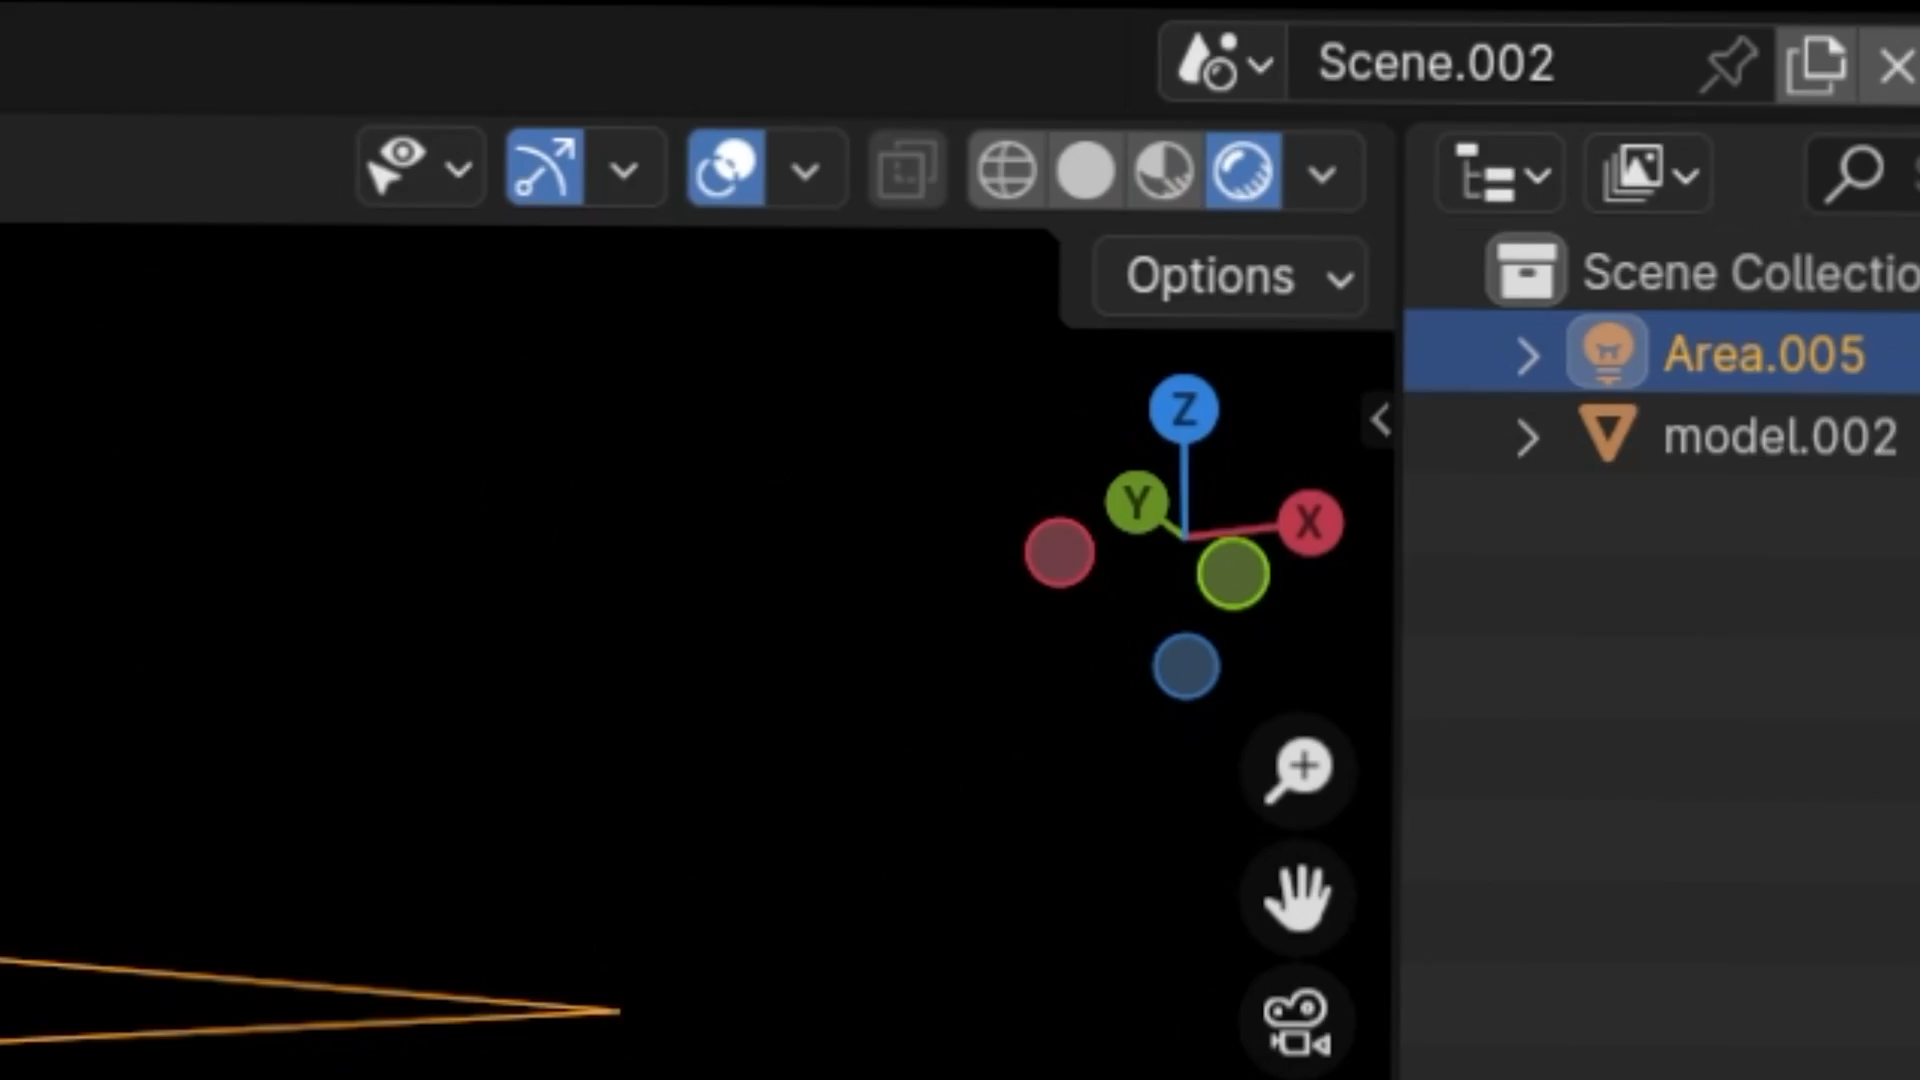 Scene.002
Options
Scene Collectio
Area.005
model.002
Z
Y
X